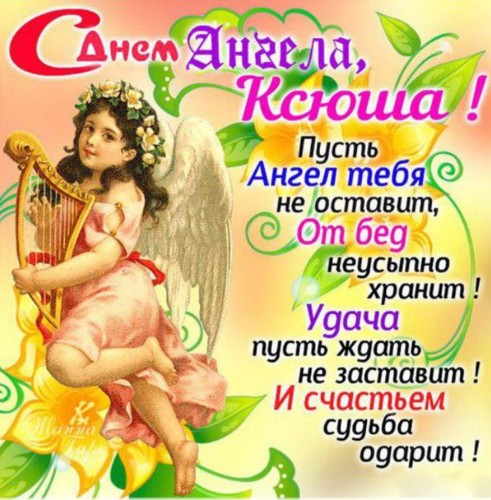 С Днем Ангела,
Ксюша !
Пусть
Ангел тебя
не оставит,
От бед
неусыпно
хранит !
Удача
пусть ждать
не заставит !
И счастьем
судьба
одарит !